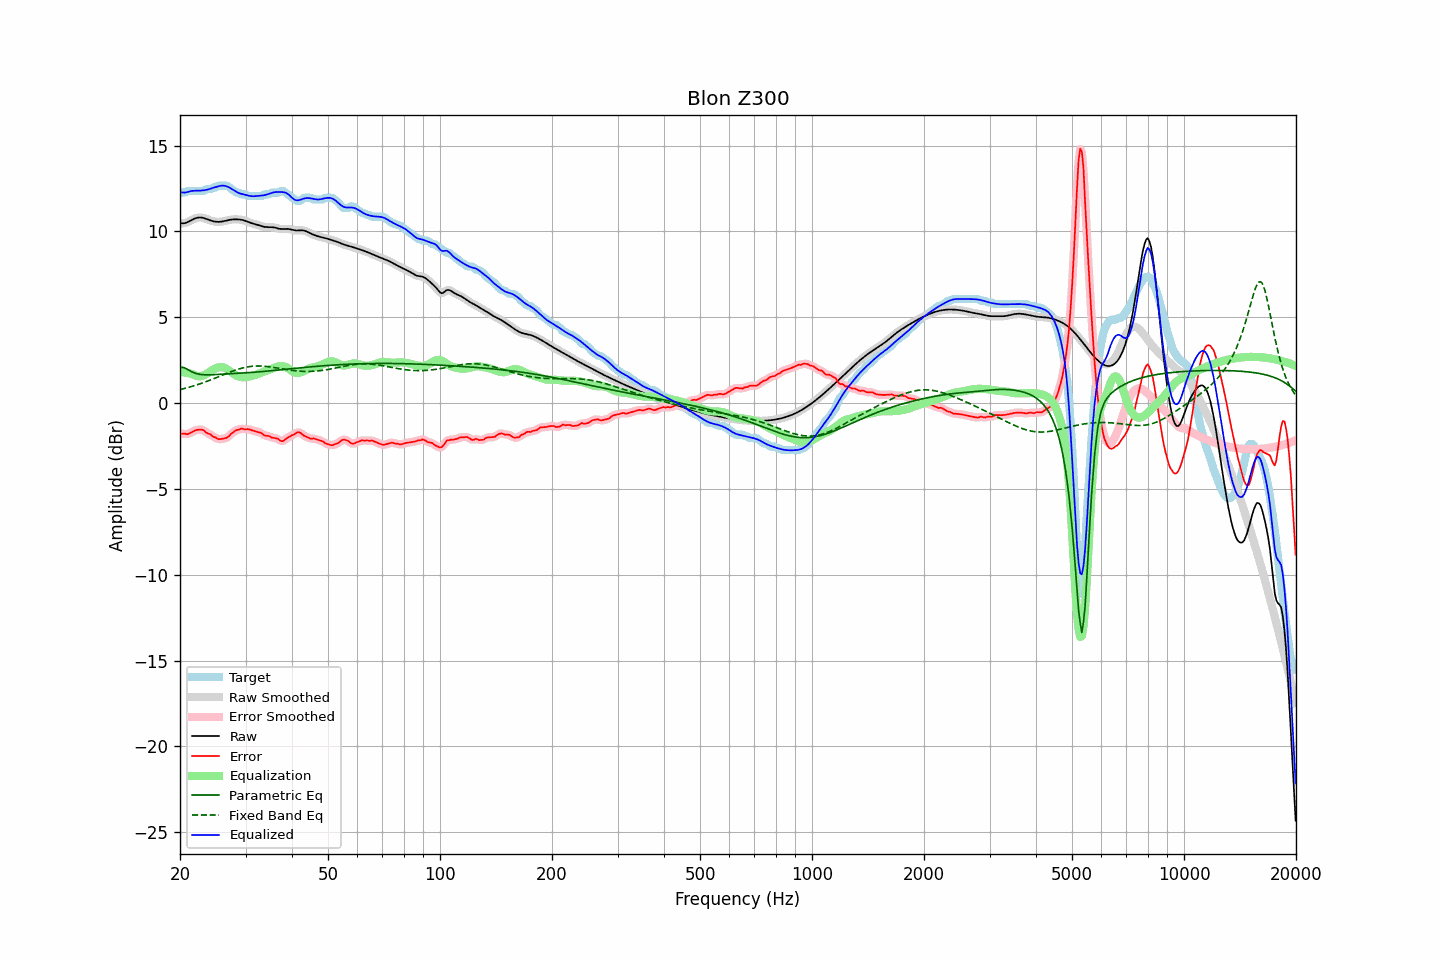 Blon Z300
Amplitude (dBr)
15
10
5
0
−5
−10
−15
−20
−25
Target
Raw Smoothed
Error Smoothed
Raw
Error
Equalization
Parametric Eq
Fixed Band Eq
Equalized
20
50
100
200
500
1000
2000
5000
10000
20000
Frequency (Hz)